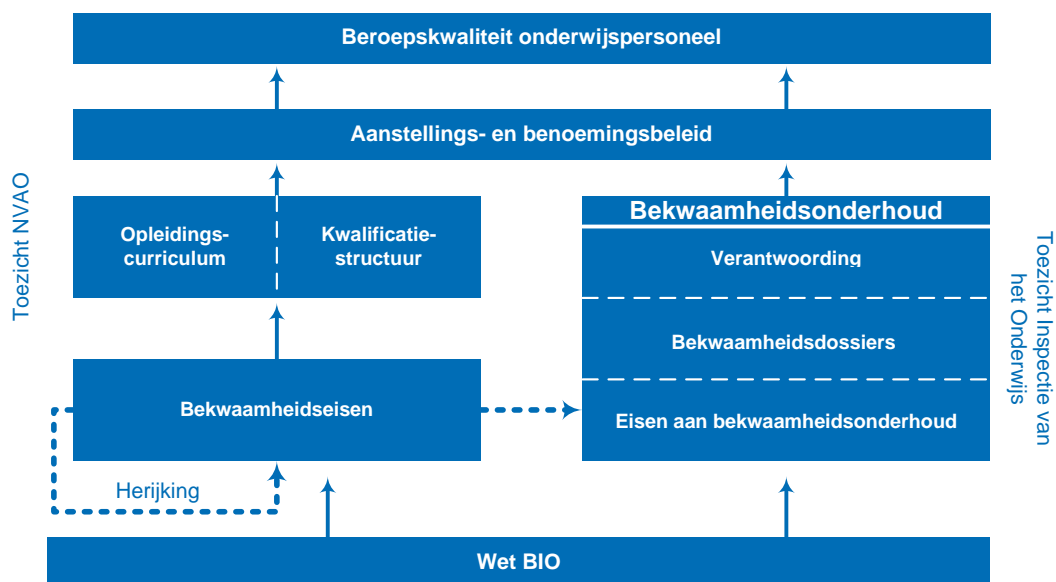 Beroepskwaliteit onderwijspersoneel
Aanstellings- en benoemingsbeleid
Toezicht NVAO
Opleidings-
curriculum
Kwalificatie-
structuur
Bekwaamheidsonderhoud
Verantwoording
Bekwaamheidsdossiers
Eisen aan bekwaamheidsonderhoud
Toezicht Inspectie van
het Onderwijs
Bekwaamheidseisen
Herijking
Wet BIO